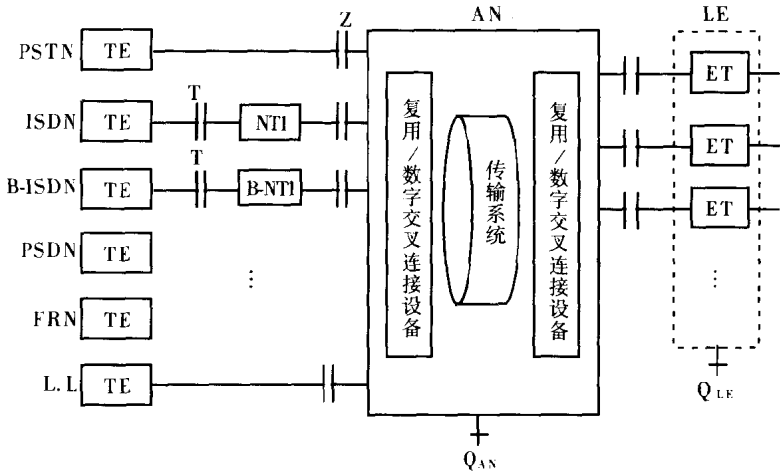 AN
LE
Z
PSTN TE
ET
T
ISDN TE NT1
T
B-ISDN TE B-NT1
ET
PSDN TE
ET
FRN TE
L.L TE
复用/数字交叉连接设备
传输系统
复用/数字交叉连接设备
⋮
⋮
Q LE
Q AN